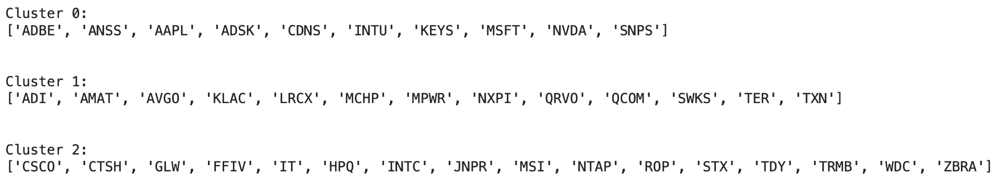 Cluster 0:
['ADBE', 'ANSS', 'AAPL', 'ADSK', 'CDNS', 'INTU', 'KEYS', 'MSFT', 'NVDA', 'SNPS']
Cluster 1:
['ADI', 'AMAT', 'AVGO', 'KLAC', 'LRCX', 'MCHP', 'MPWR', 'NXPI', 'QRVO', 'QCOM', 'SWKS', 'TER', 'TXN']
Cluster 2:
['CSCO', 'CTSH', 'GLW', 'FFIV', 'IT', 'HPQ', 'INTC', 'JNPR', 'MSI', 'NTAP', 'ROP', 'STX', 'TDY', 'TRMB', 'WDC', 'ZBRA']